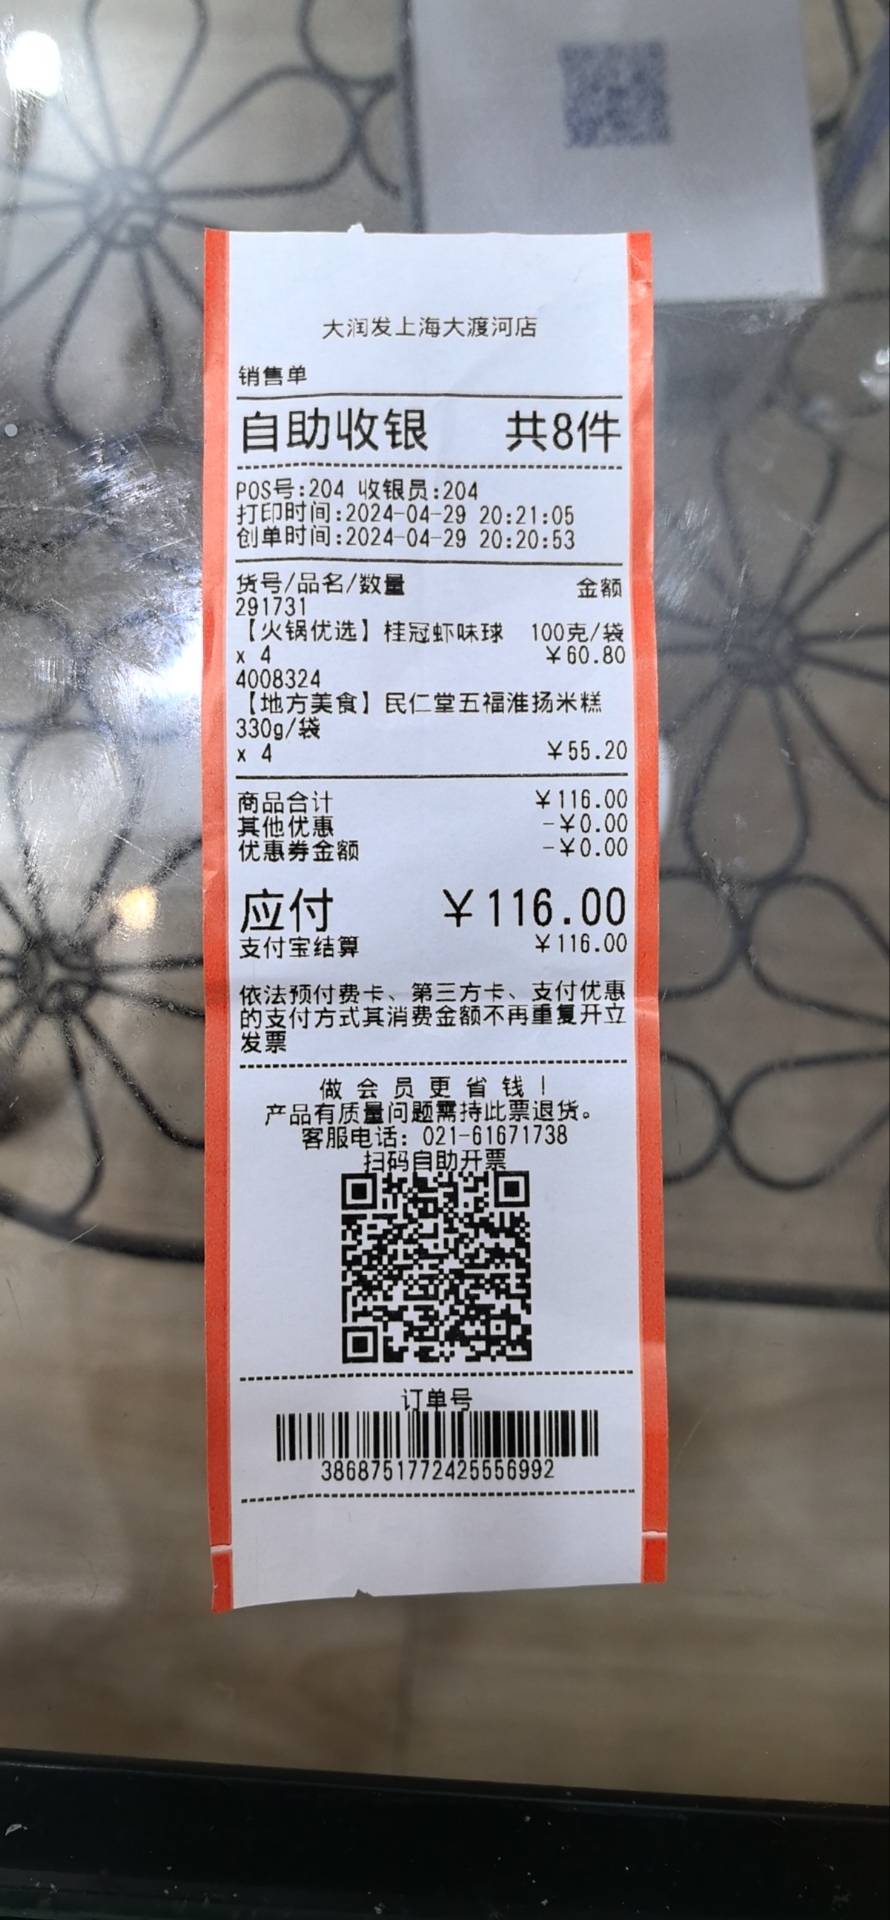 大润发上海大渡河店
销售单
自助收银 共8件
POS号:204 收银员:204
打印时间:2024-04-29 20:21:05
创单时间:2024-04-29 20:20:53
货号/品名/数量 金额
291731
【火锅优选】桂冠虾味球 100克/袋
x 4 ¥60.80
4008324
【地方美食】民仁堂五福淮扬米糕
330g/袋
x 4 ¥55.20
商品合计 ¥116.00
其他优惠 -¥0.00
优惠券金额 -¥0.00
应付 ¥116.00
支付宝结算 ¥116.00
依法预付费卡、第三方卡、支付优惠
的支付方式其消费金额不再重复开立
发票
做会员更省钱！
产品有质量问题需持此票退货。
客服电话：021-61671738
扫码自助开票
订单号
3868751772425556992